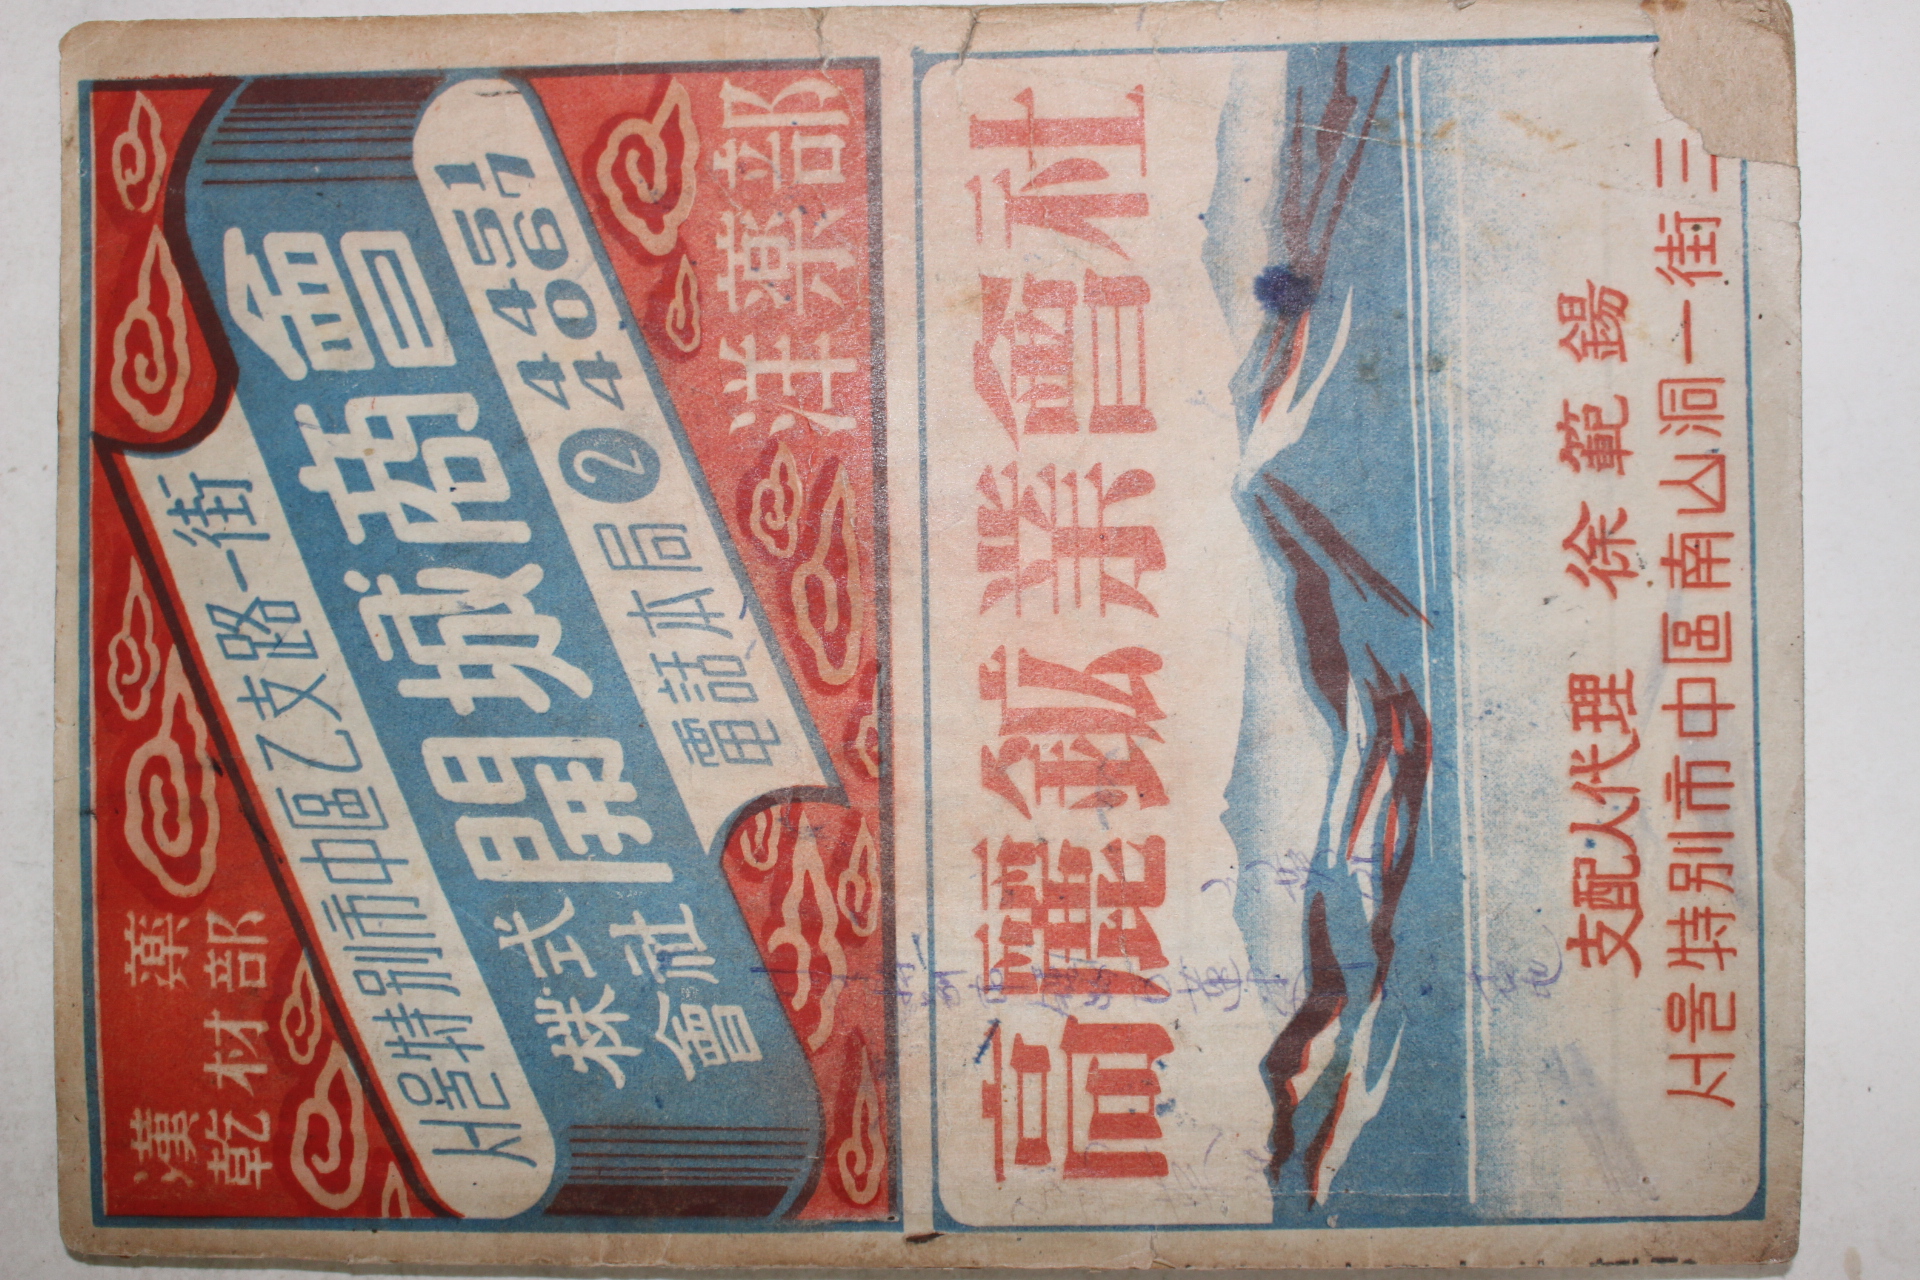 漢藥
乾材部
서울特別市中區乙支路一街
株式會社
開城商會
電話本局②
4451
4067
洋藥部
高麗鉱業會社
支配人代理 徐範錫
서울特別市中區南山洞一街三